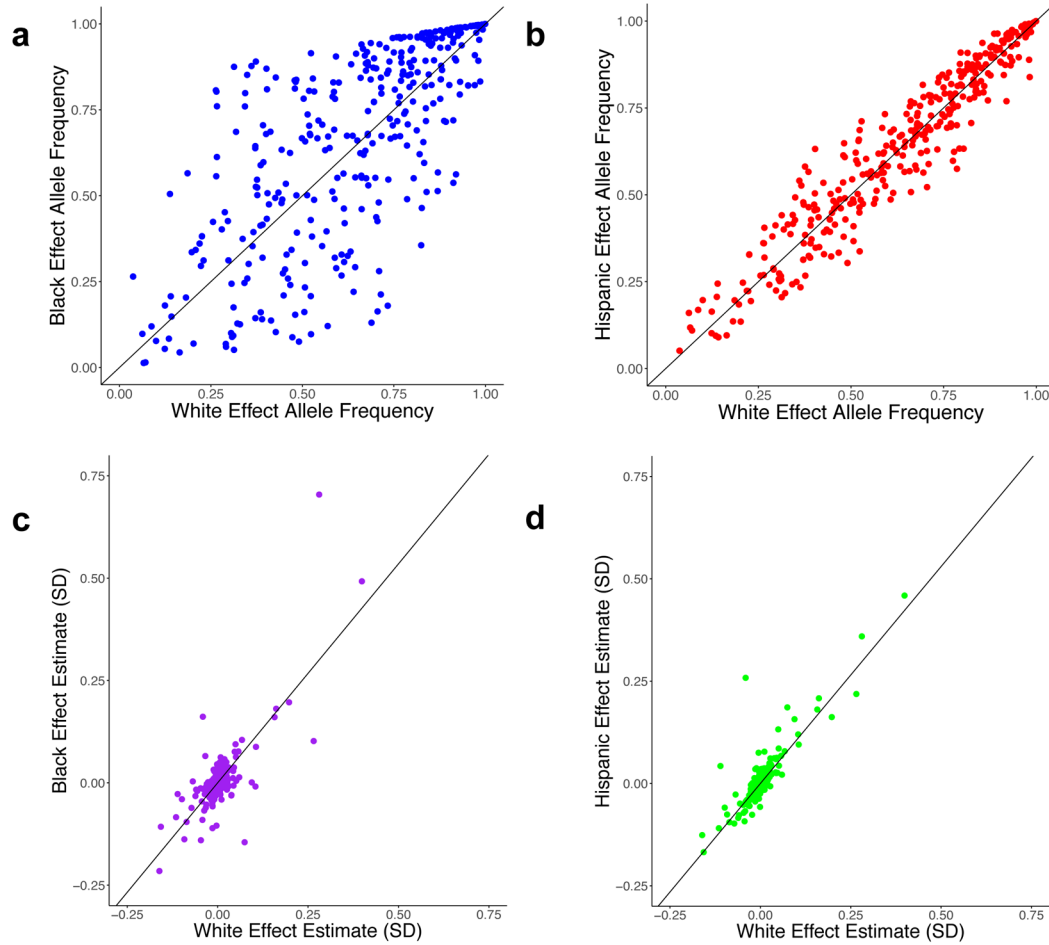 a
1.00
0.75
0.50
0.25
0.00
Black Effect Allele Frequency
0.00 0.25 0.50 0.75 1.00
White Effect Allele Frequency
b
1.00
0.75
0.50
0.25
0.00
Hispanic Effect Allele Frequency
0.00 0.25 0.50 0.75 1.00
White Effect Allele Frequency
c
0.75
0.50
0.25
0.00
−0.25
Black Effect Estimate (SD)
−0.25 0.00 0.25 0.50 0.75
White Effect Estimate (SD)
d
0.75
0.50
0.25
0.00
−0.25
Hispanic Effect Estimate (SD)
−0.25 0.00 0.25 0.50 0.75
White Effect Estimate (SD)